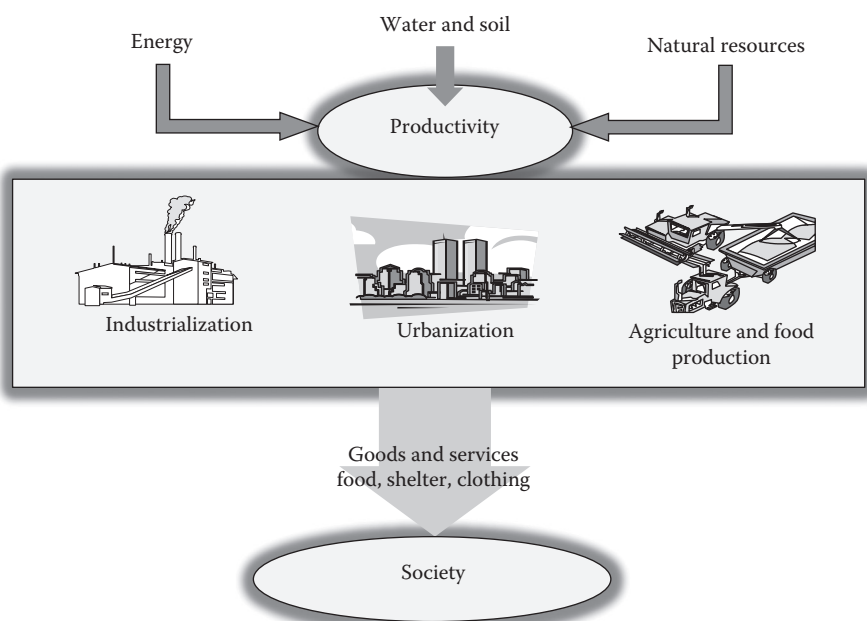 Energy
Water and soil
Natural resources
Productivity
Industrialization
Urbanization
Agriculture and food
production
Goods and services
food, shelter, clothing
Society